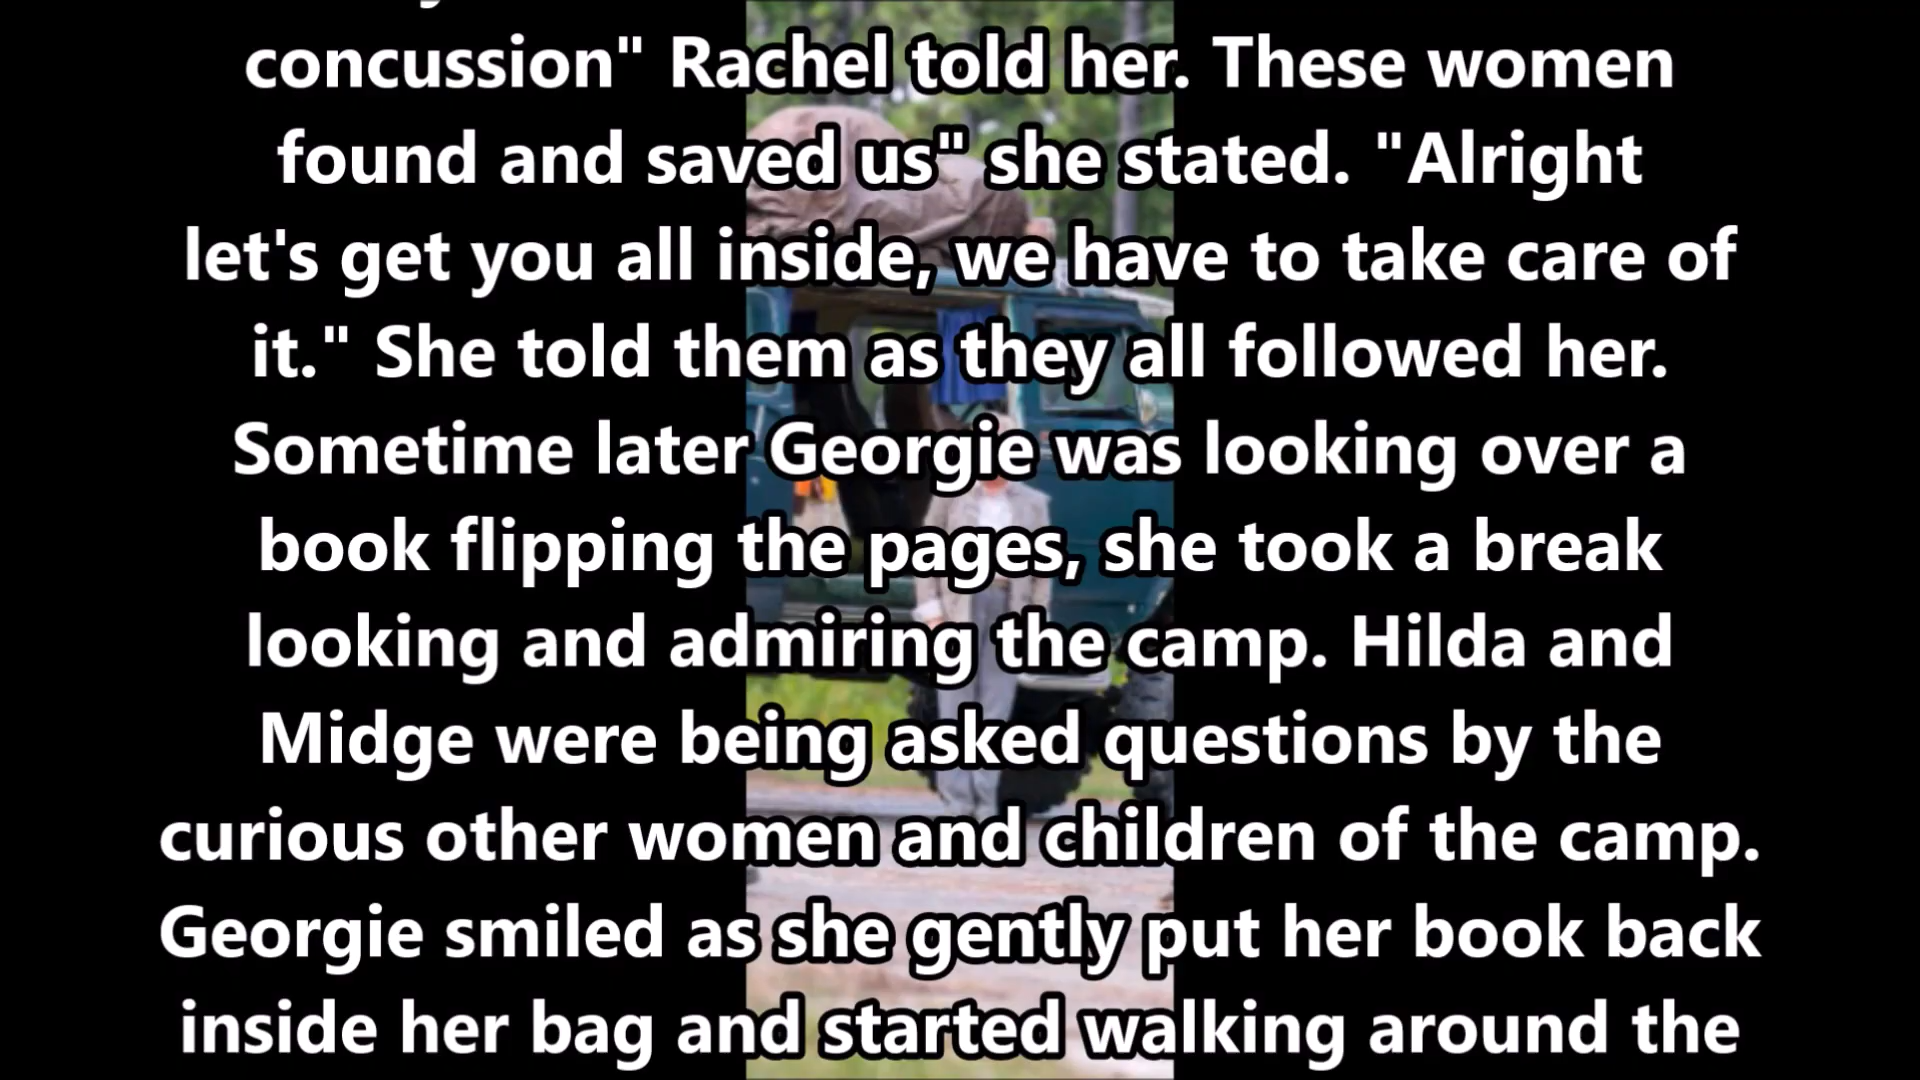 concussion" Rachel told her. These women
found and saved us" she stated. "Alright
let's get you all inside, we have to take care of
it." She told them as they all followed her.
Sometime later Georgie was looking over a
book flipping the pages, she took a break
looking and admiring the camp. Hilda and
Midge were being asked questions by the
curious other women and children of the camp.
Georgie smiled as she gently put her book back
inside her bag and started walking around the